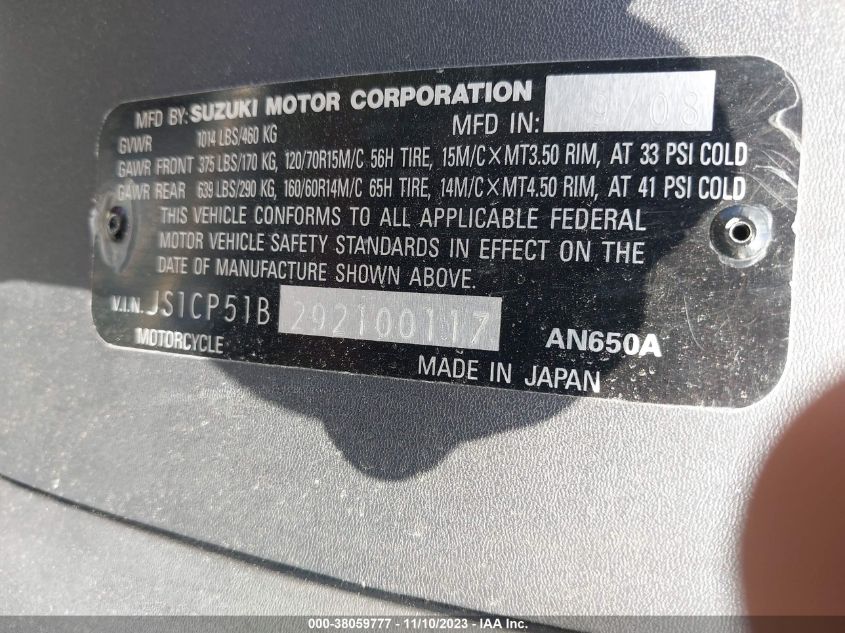 MFD BY: SUZUKI MOTOR CORPORATION MFD IN: 9 08
GVWR 1014 LBS/460 KG
GAWR FRONT 375 LBS/170 KG, 120/70R15M/C 56H TIRE, 15M/C×MT3.50 RIM, AT 33 PSI COLD
GAWR REAR 639 LBS/290 KG, 160/60R14M/C 65H TIRE, 14M/C×MT4.50 RIM, AT 41 PSI COLD
THIS VEHICLE CONFORMS TO ALL APPLICABLE FEDERAL
MOTOR VEHICLE SAFETY STANDARDS IN EFFECT ON THE
DATE OF MANUFACTURE SHOWN ABOVE.
V.I.N. JS1CP51B 292100117 AN650A
MOTORCYCLE MADE IN JAPAN
000-38059777 - 11/10/2023 - IAA Inc.